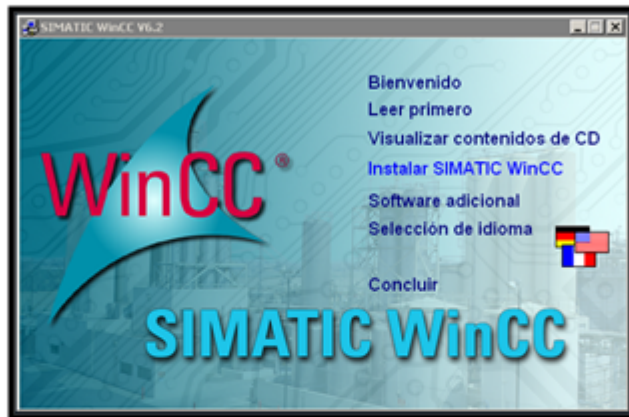 SIMATIC WinCC V6.2
Bienvenido
Leer primero
Visualizar contenidos de CD
Instalar SIMATIC WinCC
Software adicional
Selección de idioma
Concluir
WinCC®
SIMATIC WinCC